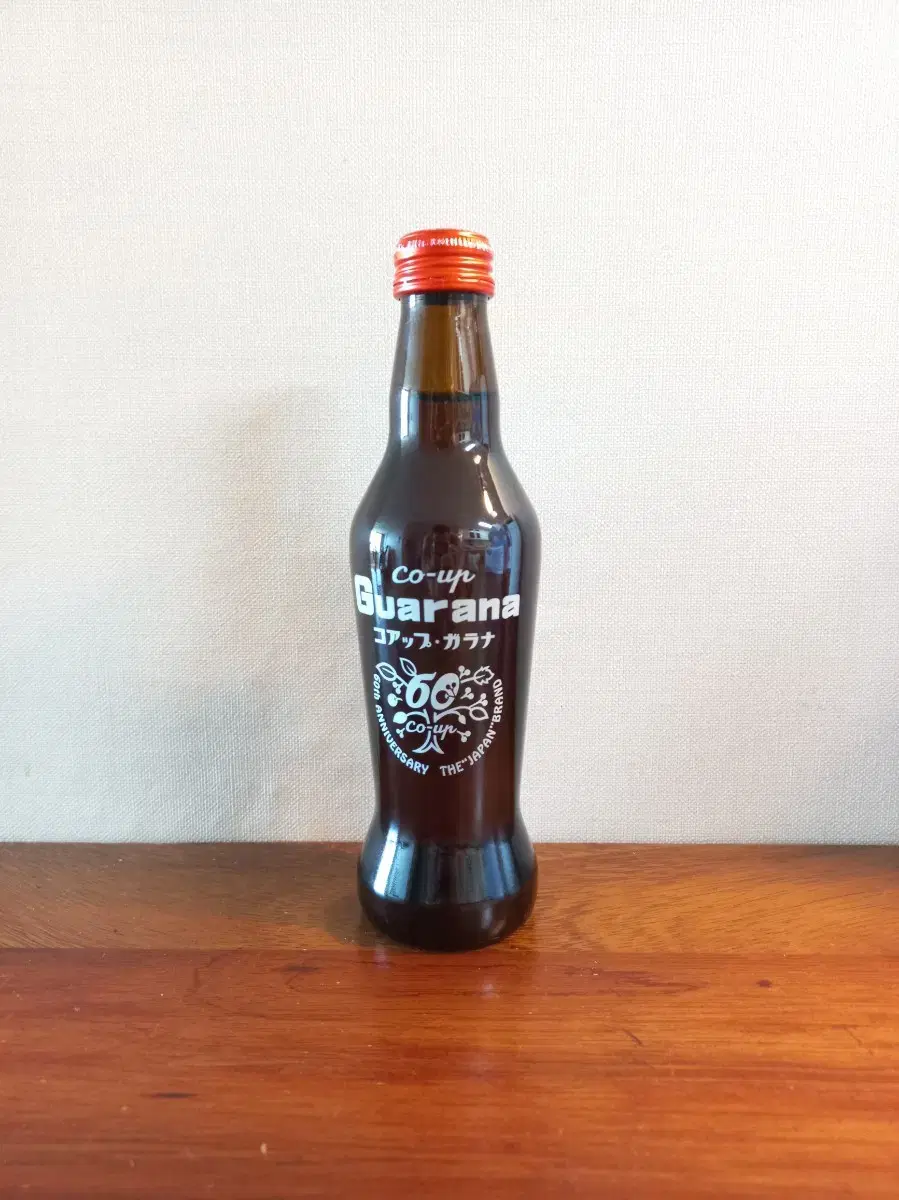 Co-up
Guarana
コアップ・ガラナ
60
Co-up
60th ANNIVERSARY THE "JAPAN" BRAND